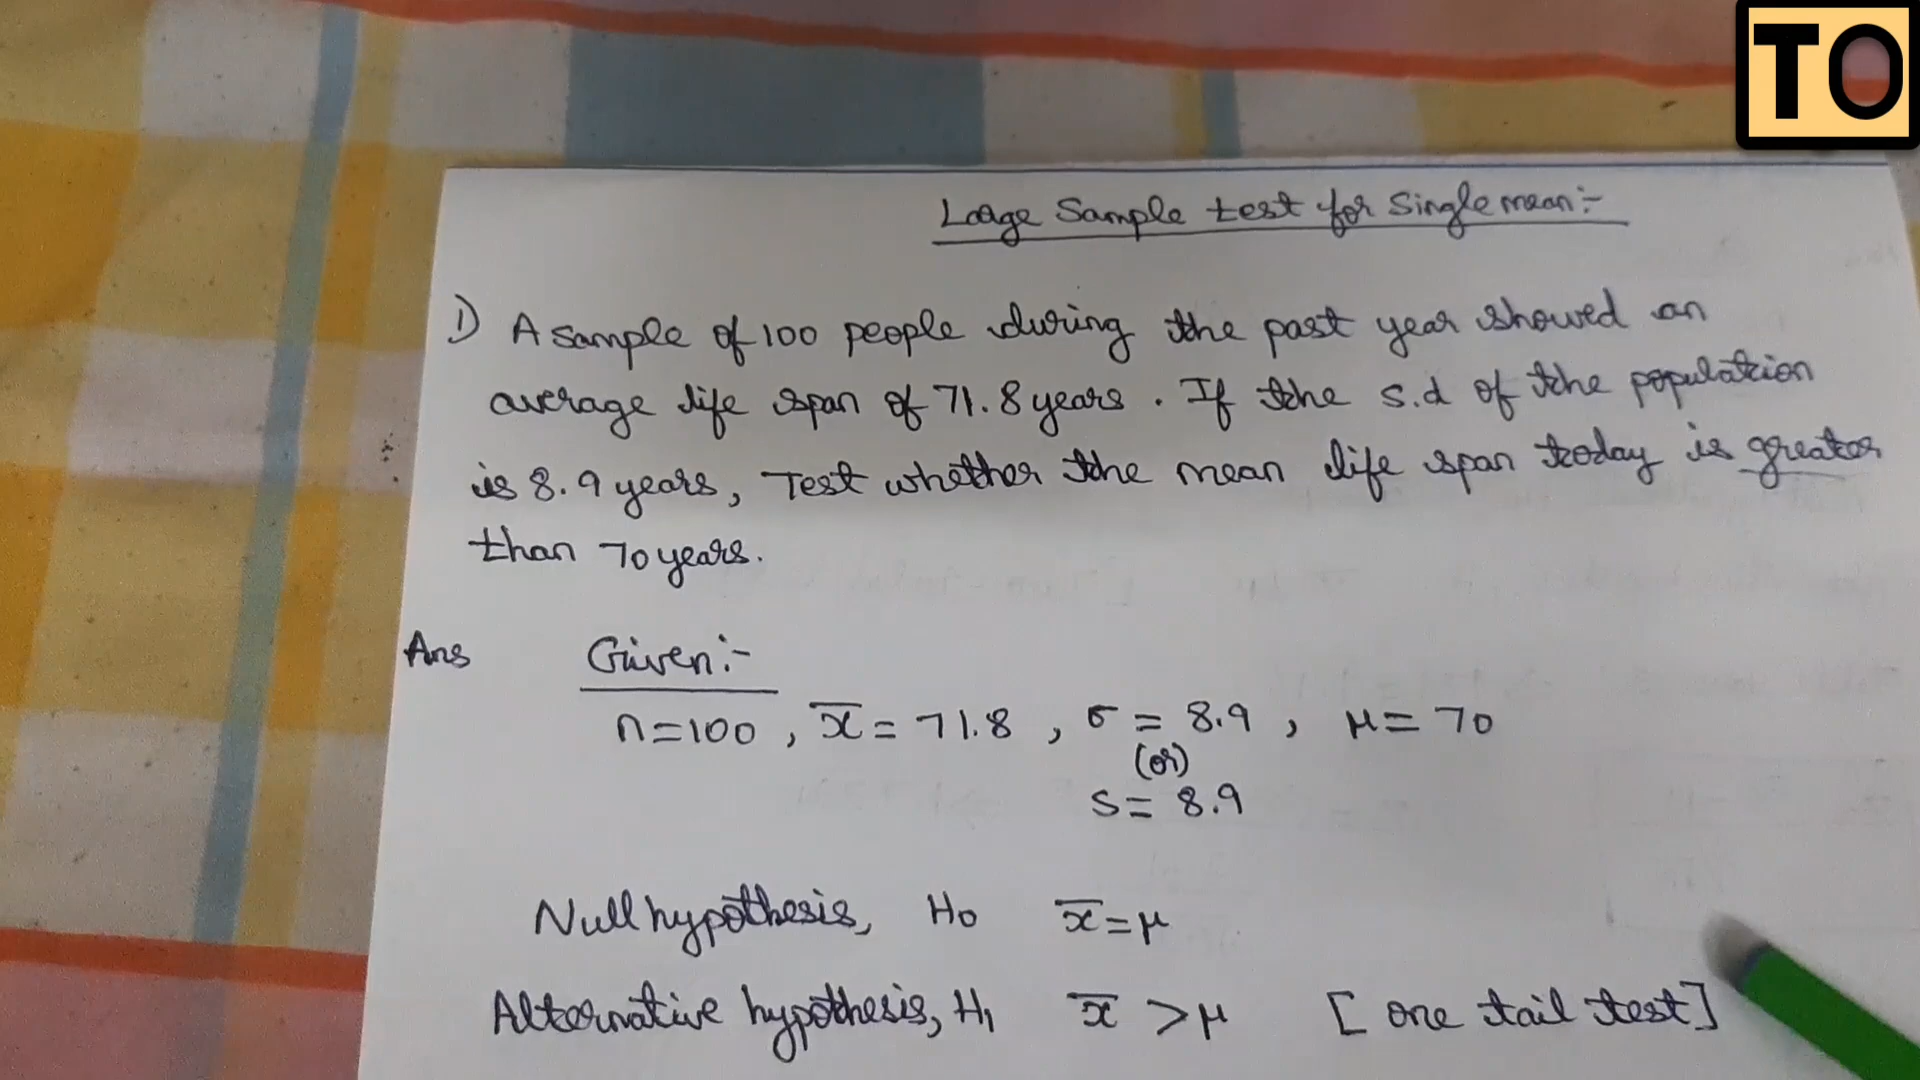 TO
Large Sample test for Single mean:-
1) A sample of 100 people during the past year showed an
average life span of 71.8 years. If the s.d of the population
is 8.9 years, Test whether the mean life span today is greater
than 70 years.
Ans Given:-
n=100, x̄=71.8, σ=8.9, μ=70
(or)
s=8.9
Null hypothesis, H₀ x̄=μ
Alternative hypothesis, H₁ x̄>μ [one tail test]